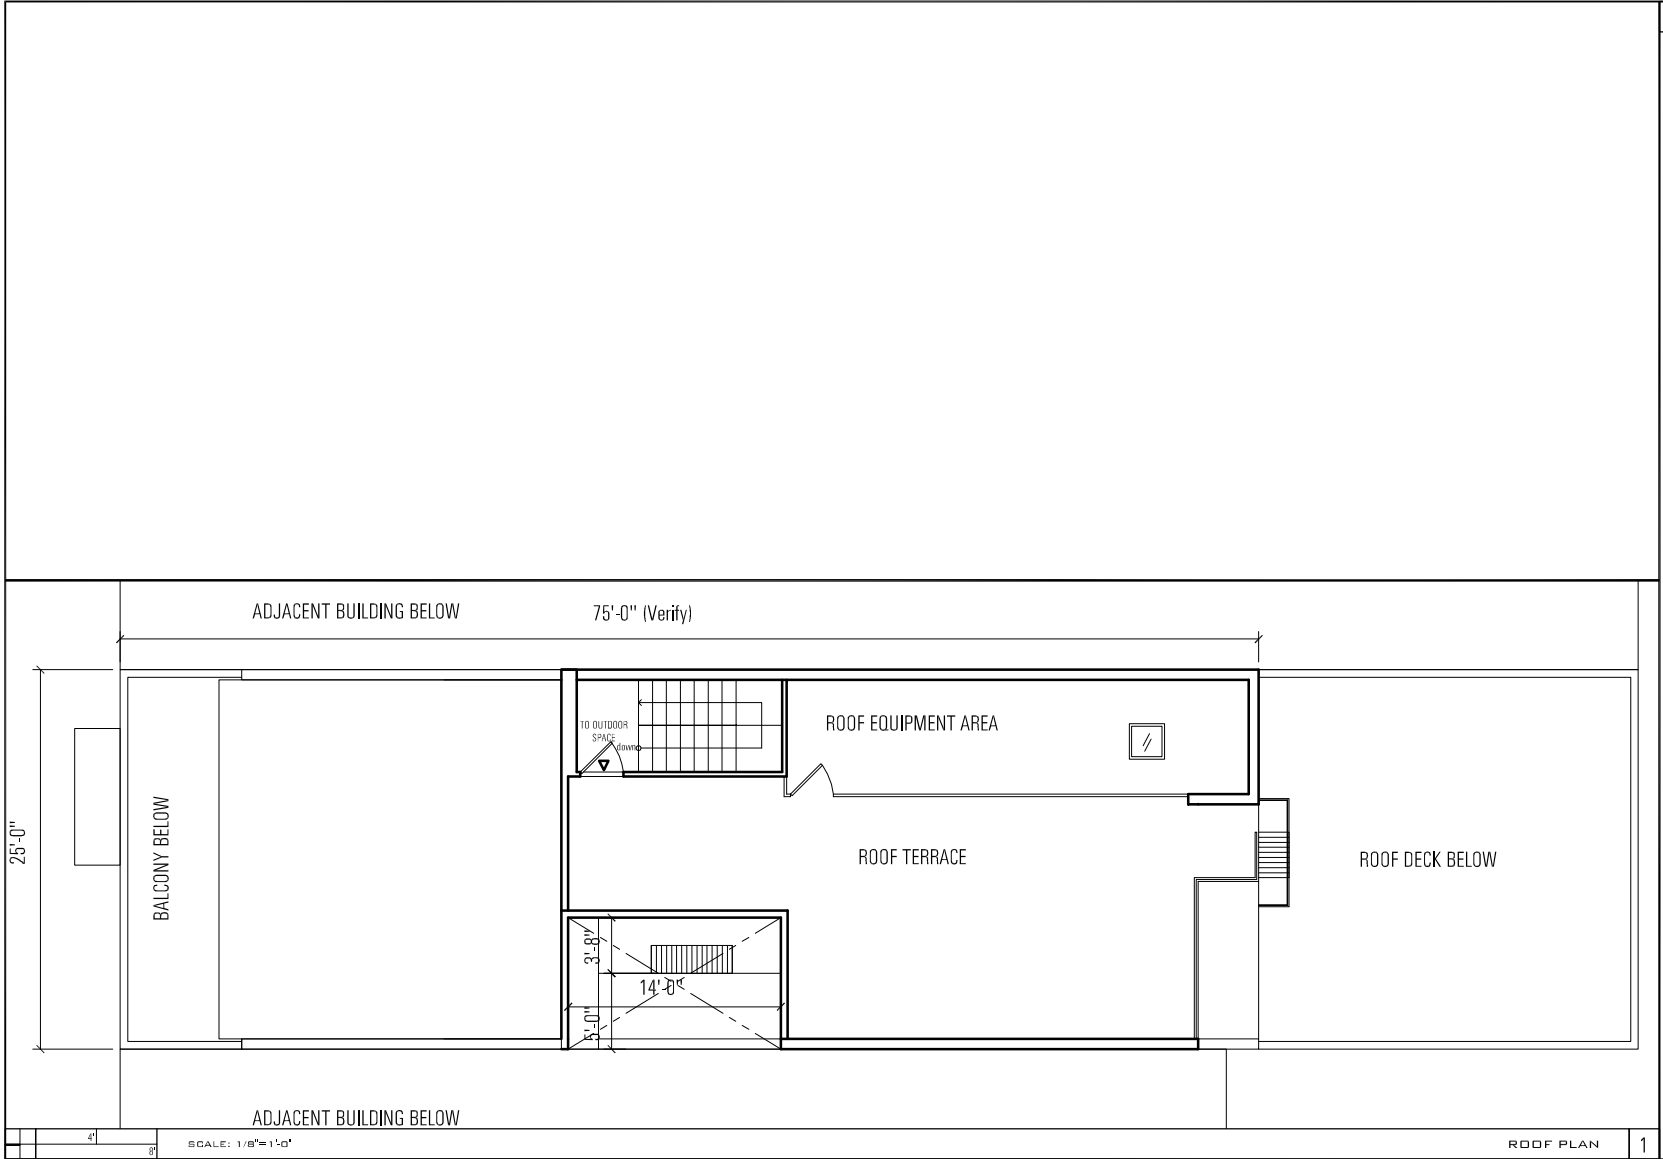 ADJACENT BUILDING BELOW
75'-0" (Verify)
TO OUTDOOR
SPACE
down
ROOF EQUIPMENT AREA
25'-0"
BALCONY BELOW
ROOF TERRACE
ROOF DECK BELOW
3'-8"
14'-0"
5'-0"
ADJACENT BUILDING BELOW
4'
8'
SCALE: 1/8"=1'-0"
ROOF PLAN
1